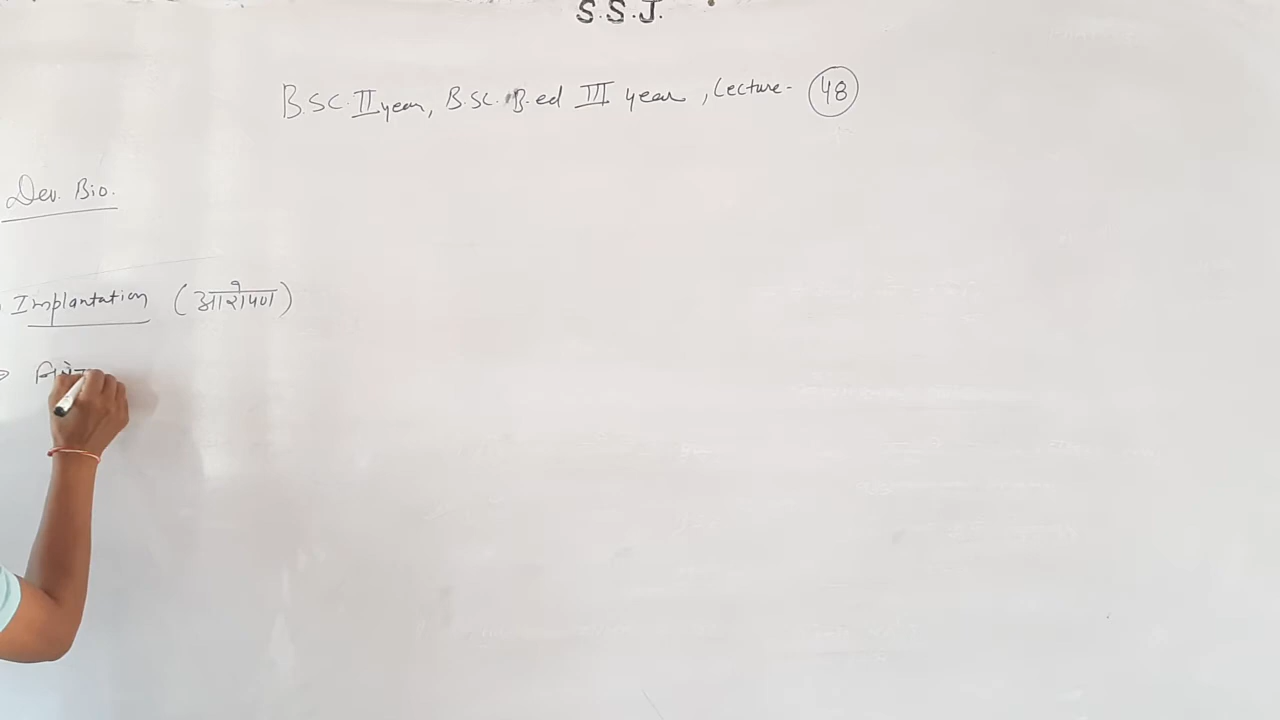 S.S.J.
B.SC. II year, B.SC. B.ed III year, Lecture- 48
Dev. Bio.
Implantation (आरोपण)